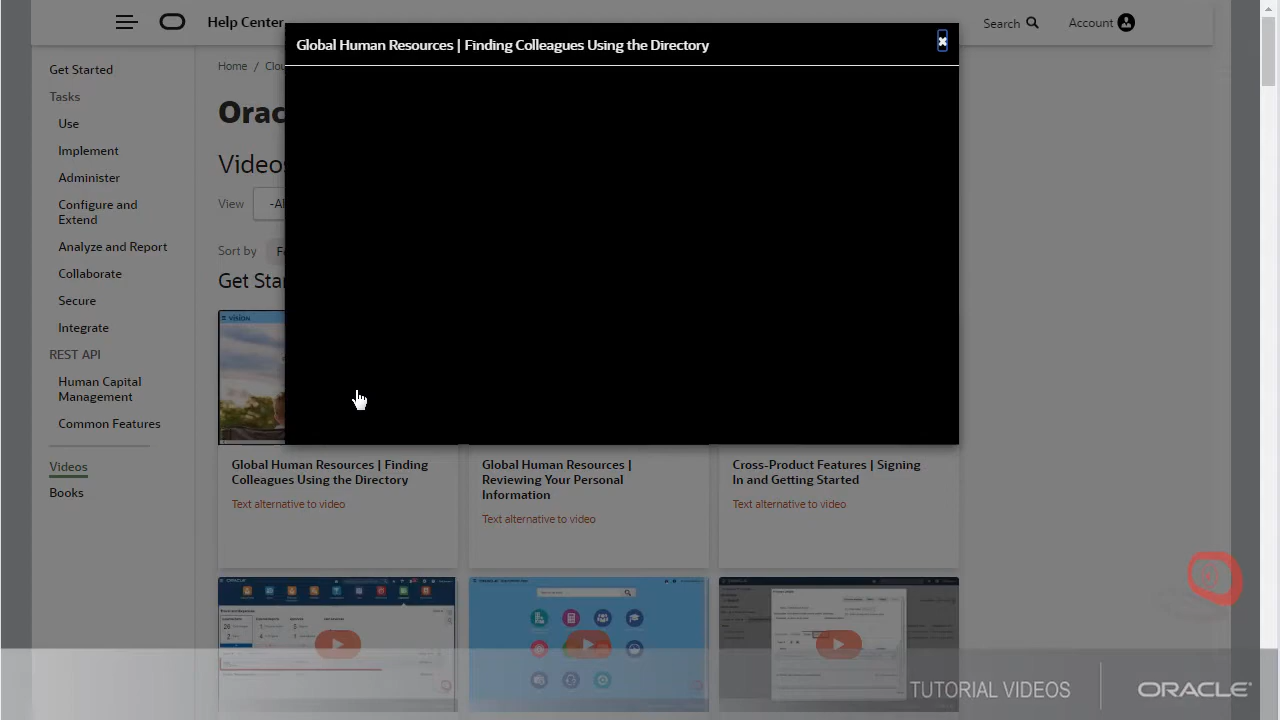 Help Center
Search
Account
Global Human Resources | Finding Colleagues Using the Directory
Get Started
Tasks
Use
Implement
Administer
Configure and
Extend
Analyze and Report
Collaborate
Secure
Integrate
REST API
Human Capital
Management
Common Features
Videos
Books
Home /
Videos
View
Sort by
Global Human Resources | Finding
Colleagues Using the Directory
Text alternative to video
Global Human Resources |
Reviewing Your Personal
Information
Text alternative to video
Cross-Product Features | Signing
In and Getting Started
Text alternative to video
TUTORIAL VIDEOS
ORACLE